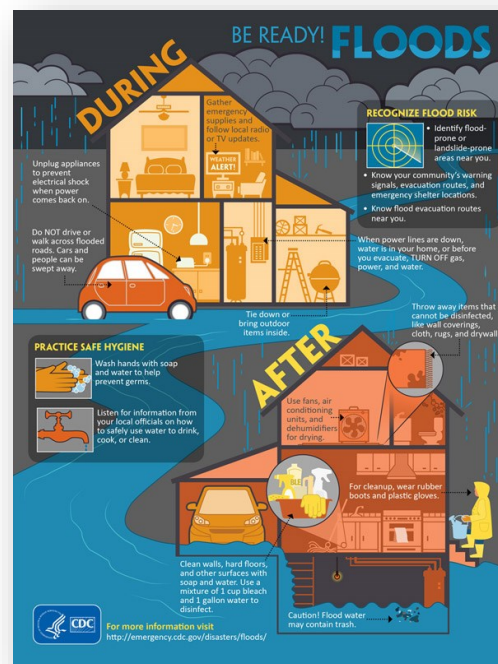 BE READY! FLOODS
DURING
Gather
emergency
supplies and
follow local radio
or TV updates.
WEATHER
ALERT!
Unplug appliances
to prevent
electrical shock
when power
comes back on.
Do NOT drive or
walk across flooded
roads. Cars and
people can be
swept away.
RECOGNIZE FLOOD RISK
• Identify flood-
prone or
landslide-prone
areas near you.
• Know your community's warning
signals, evacuation routes, and
emergency shelter locations.
• Know flood evacuation routes
near you.
When power lines are down,
water is in your home, or before
you evacuate, TURN OFF gas,
power, and water.
Tie down or
bring outdoor
items inside.
PRACTICE SAFE HYGIENE
Wash hands with soap
and water to help
prevent germs.
Listen for information from
your local officials on how
to safely use water to drink,
cook, or clean.
AFTER
Throw away items that
cannot be disinfected,
like wall coverings,
cloth, rugs, and drywall.
Use fans, air
conditioning
units, and
dehumidifiers
for drying.
For cleanup, wear rubber
boots and plastic gloves.
Clean walls, hard floors,
and other surfaces with
soap and water. Use a
mixture of 1 cup bleach
and 1 gallon water to
disinfect.
Caution! Flood water
may contain trash.
CDC
For more information visit
http://emergency.cdc.gov/disasters/floods/